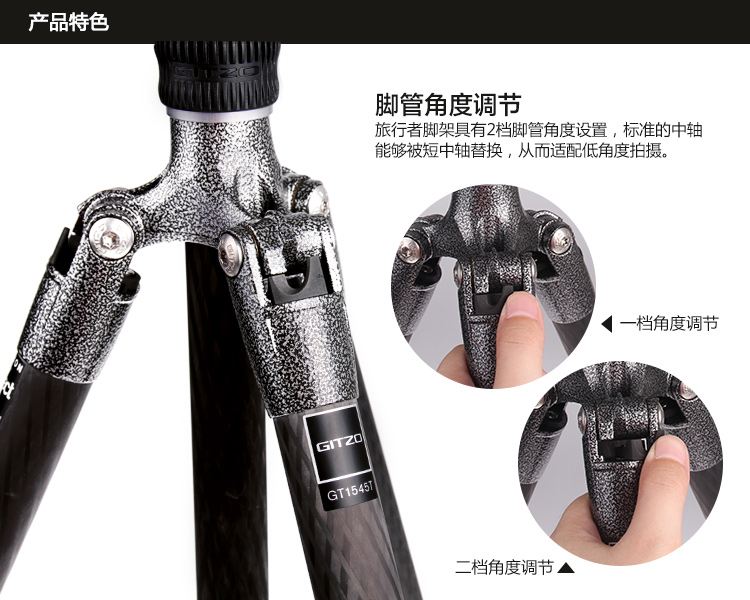 产品特色
GITZO
脚管角度调节
旅行者脚架具有2档脚管角度设置，标准的中轴
能够被短中轴替换，从而适配低角度拍摄。
一档角度调节
GITZO
GT1545T
二档角度调节